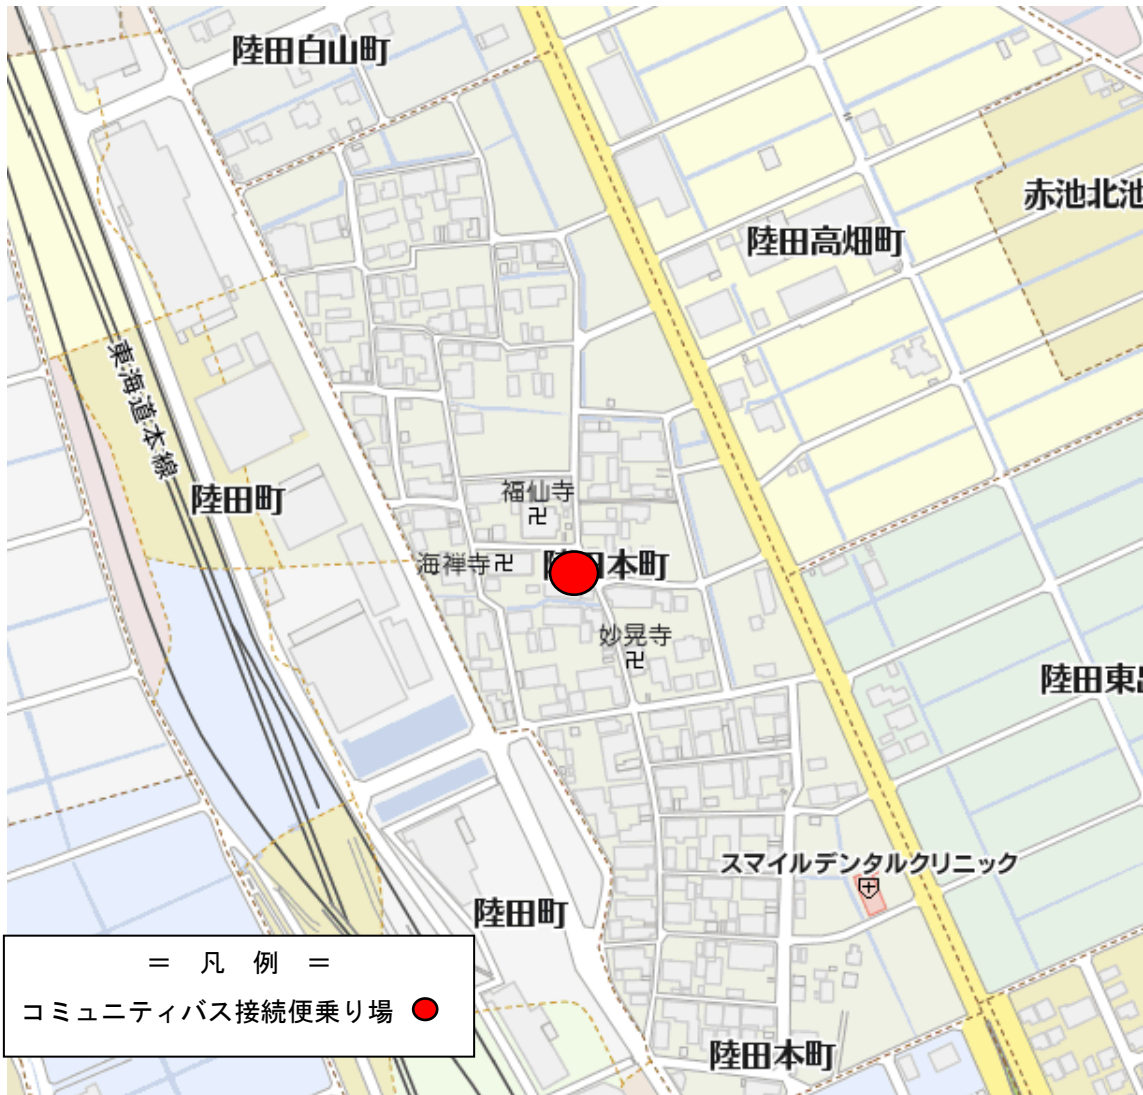 陸田白山町
赤池北池
陸田高畑町
東海道本線
陸田町
福仙寺
海禅寺
陸田本町
妙晃寺
陸田東出
スマイルデンタルクリニック
陸田町
= 凡 例 =
コミュニティバス接続便乗り場
陸田本町